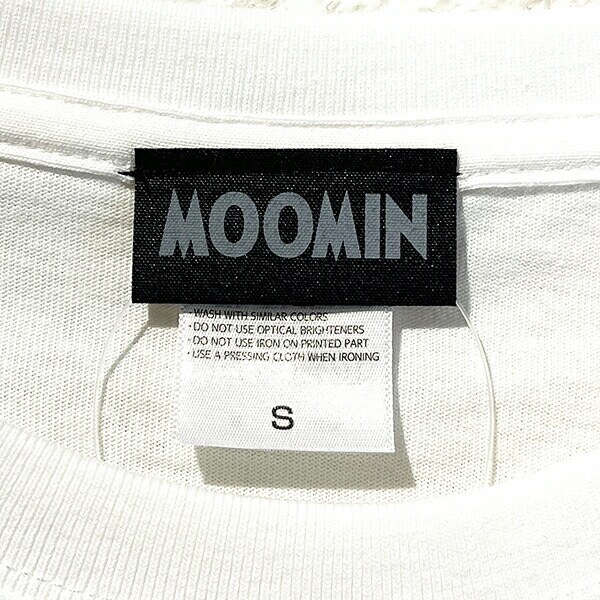 MOOMIN
・WASH WITH SIMILAR COLORS
・DO NOT USE OPTICAL BRIGHTENERS
・DO NOT USE IRON ON PRINTED PART
・USE A PRESSING CLOTH WHEN IRONING
S